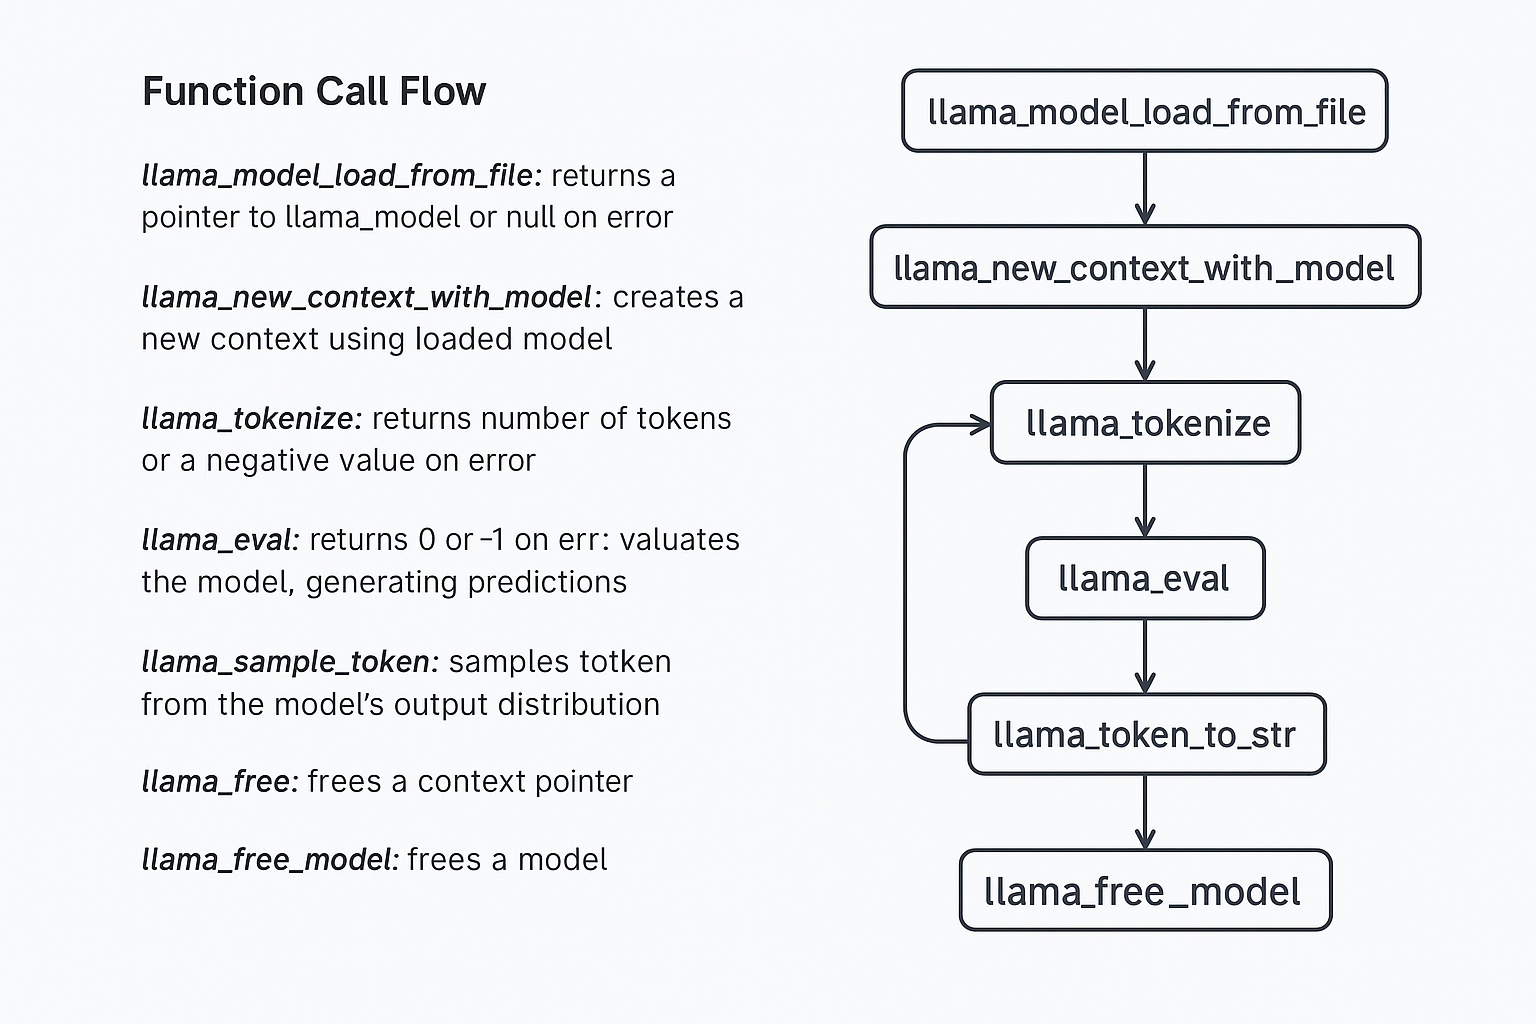 Function Call Flow
llama_model_load_from_file: returns a
pointer to llama_model or null on error
llama_new_context_with_model: creates a
new context using loaded model
llama_tokenize: returns number of tokens
or a negative value on error
llama_eval: returns 0 or -1 on err: valuates
the model, generating predictions
llama_sample_token: samples totken
from the model’s output distribution
llama_free: frees a context pointer
llama_free_model: frees a model
llama_model_load_from_file
llama_new_context_with_model
llama_tokenize
llama_eval
llama_token_to_str
llama_free_model